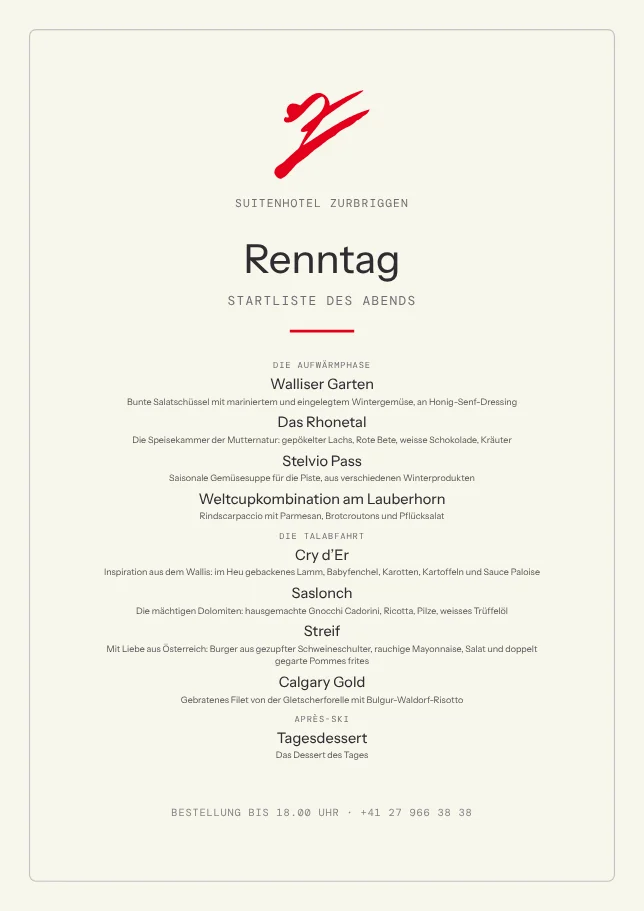 SUITENHOTEL ZURBRIGGEN
Renntag
STARTLISTE DES ABENDS
DIE AUFWÄRMPHASE
Walliser Garten
Bunte Salatschüssel mit mariniertem und eingelegtem Wintergemüse, an Honig-Senf-Dressing
Das Rhonetal
Die Speisekammer der Mutternatur: gepökelter Lachs, Rote Bete, weisse Schokolade, Kräuter
Stelvio Pass
Saisonale Gemüsesuppe für die Piste, aus verschiedenen Winterprodukten
Weltcupkombination am Lauberhorn
Rindscarpaccio mit Parmesan, Brotcroutons und Pflücksalat
DIE TALABFAHRT
Cry d'Er
Inspiration aus dem Wallis: im Heu gebackenes Lamm, Babyfenchel, Karotten, Kartoffeln und Sauce Paloise
Saslonch
Die mächtigen Dolomiten: hausgemachte Gnocchi Cadorini, Ricotta, Pilze, weisses Trüffelöl
Streif
Mit Liebe aus Österreich: Burger aus gezupfter Schweineschulter, rauchige Mayonnaise, Salat und doppelt
gegarte Pommes frites
Calgary Gold
Gebratenes Filet von der Gletscherforelle mit Bulgur-Waldorf-Risotto
APRÈS-SKI
Tagesdessert
Das Dessert des Tages
BESTELLUNG BIS 18.00 UHR · +41 27 966 38 38